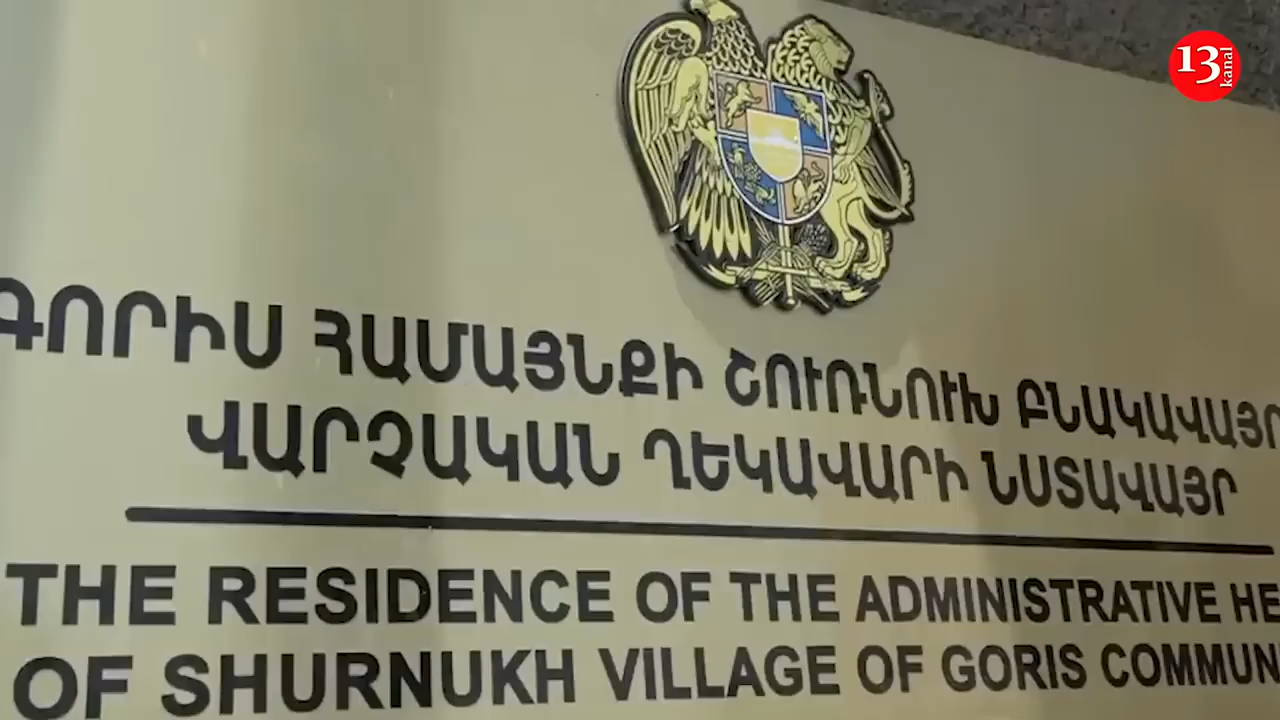 13
kanal
ԳՈՐԻՍ ՀԱՄԱՅՆՔԻ ՇՈՒՌՆՈՒԽ ԲՆԱԿԱՎԱՅՐ
ՎԱՐՉԱԿԱՆ ՂԵԿԱՎԱՐԻ ՆՍՏԱՎԱՅՐ
THE RESIDENCE OF THE ADMINISTRATIVE HE
OF SHURNUKH VILLAGE OF GORIS COMMUN